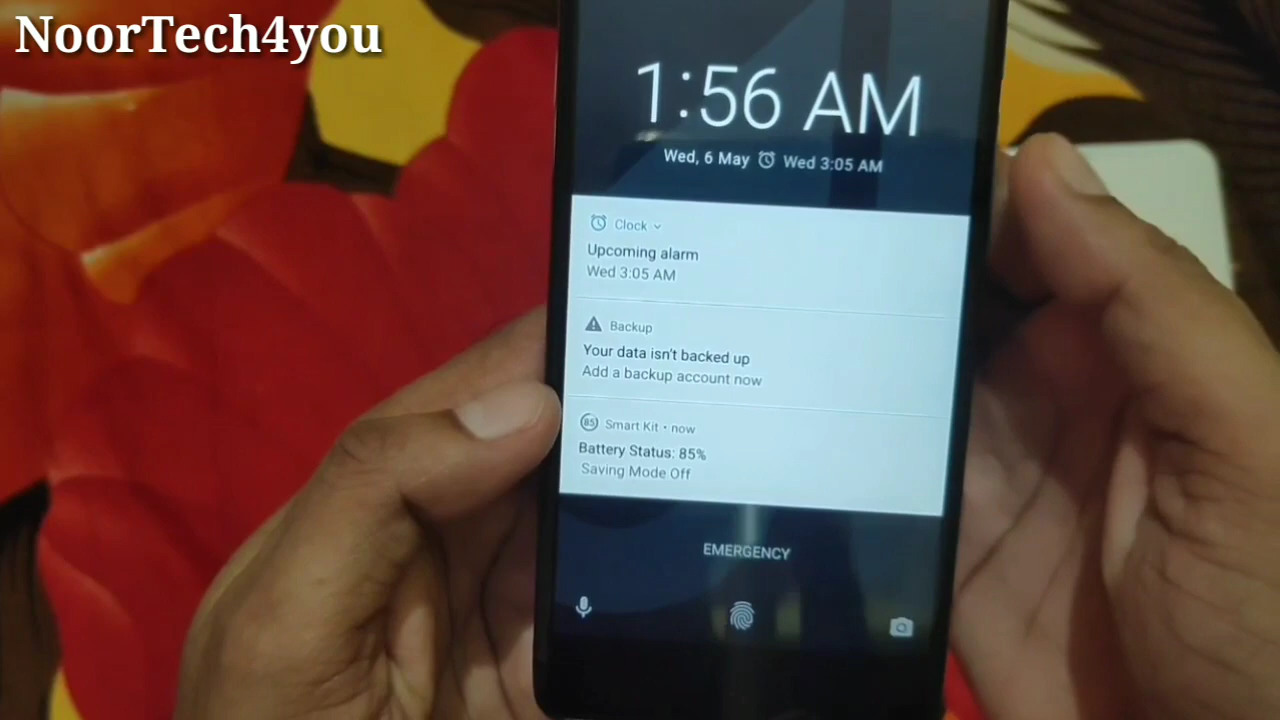 NoorTech4you
1:56 AM
Wed, 6 May Wed 3:05 AM
Clock
Upcoming alarm
Wed 3:05 AM
Backup
Your data isn't backed up
Add a backup account now
85 Smart Kit • now
Battery Status: 85%
Saving Mode Off
EMERGENCY